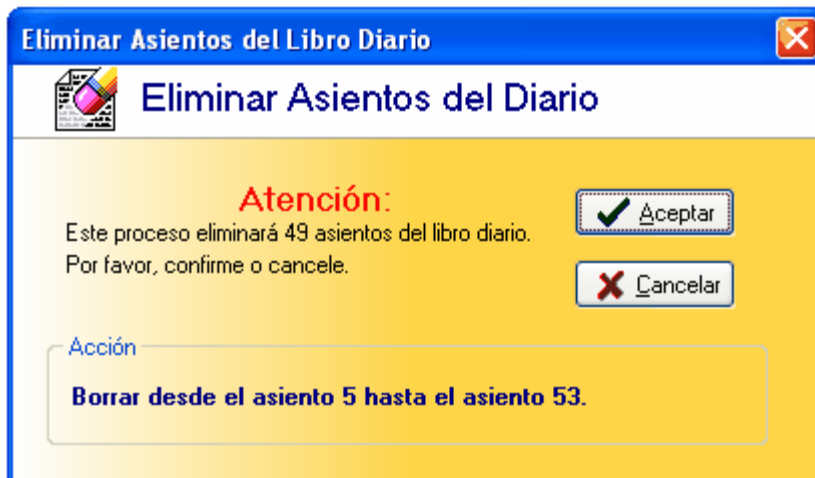 Eliminar Asientos del Libro Diario
Eliminar Asientos del Diario
Atención:
Este proceso eliminará 49 asientos del libro diario.
Por favor, confirme o cancele.
Aceptar
Cancelar
Acción
Borrar desde el asiento 5 hasta el asiento 53.